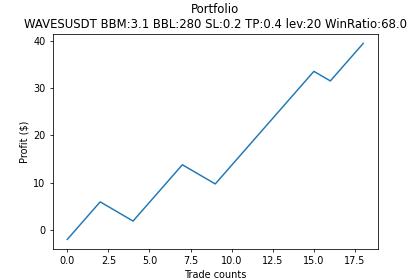 Portfolio
WAVESUSDT BBM:3.1 BBL:280 SL:0.2 TP:0.4 lev:20 WinRatio:68.0
40
30
20
10
0
Profit ($)
0.0 2.5 5.0 7.5 10.0 12.5 15.0 17.5
Trade counts